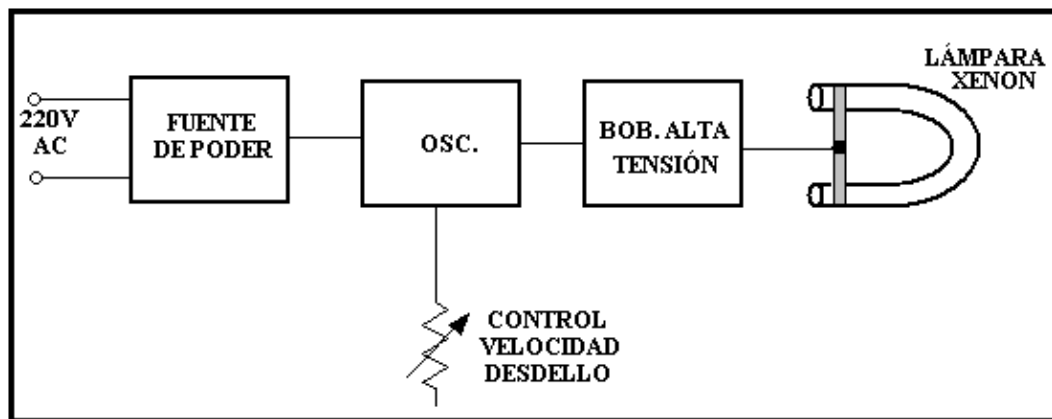 220V
AC
FUENTE
DE PODER
OSC.
BOB. ALTA
TENSIÓN
LÁMPARA
XENON
CONTROL
VELOCIDAD
DESDELLO